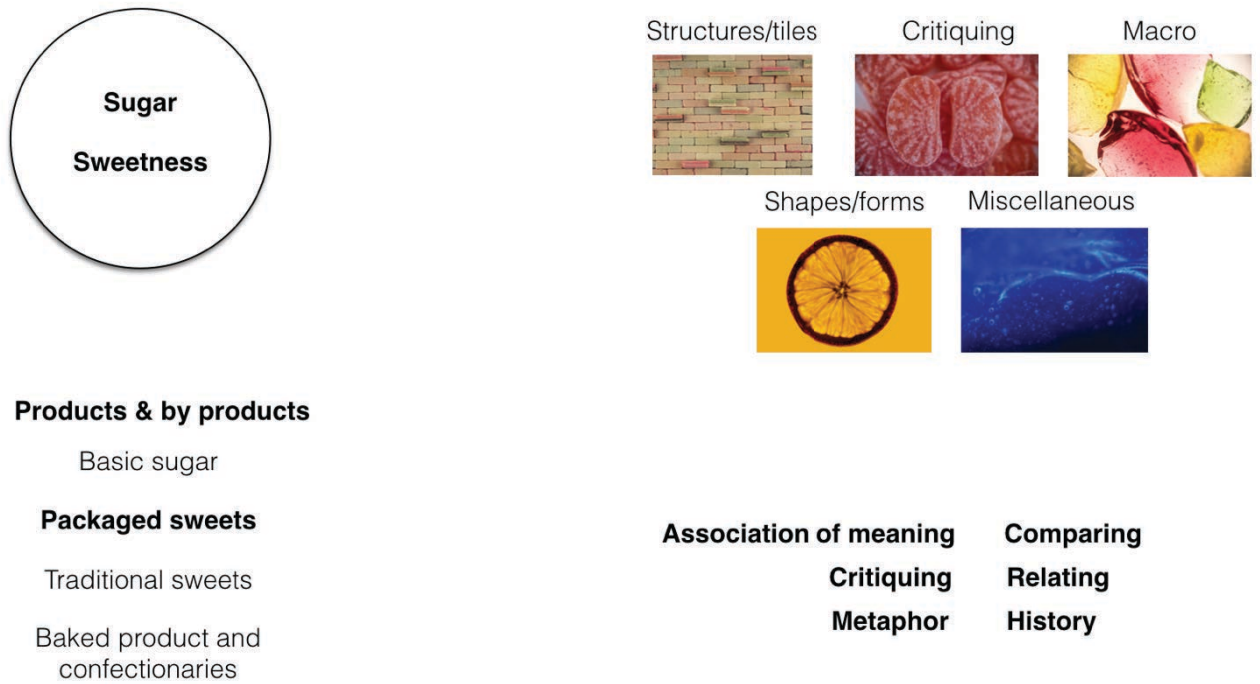 Sugar
Sweetness
Structures/tiles
Critiquing
Macro
Shapes/forms
Miscellaneous
Products & by products
Basic sugar
Packaged sweets
Traditional sweets
Baked product and
confectionaries
Association of meaning
Comparing
Critiquing
Relating
Metaphor
History